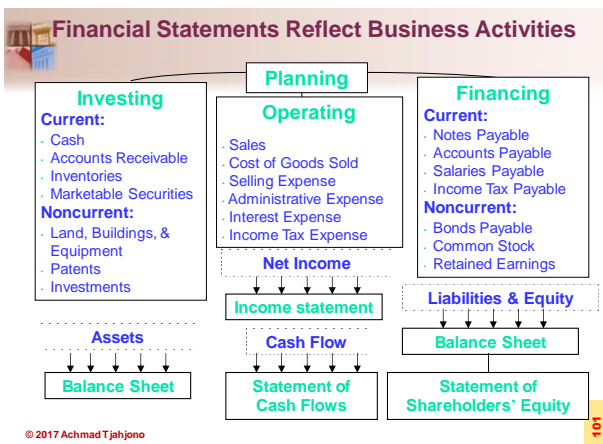 Financial Statements Reflect Business Activities
Planning
Investing
Current:
· Cash
· Accounts Receivable
· Inventories
· Marketable Securities
Noncurrent:
· Land, Buildings, &
Equipment
· Patents
· Investments
Assets
Balance Sheet
Operating
· Sales
· Cost of Goods Sold
· Selling Expense
· Administrative Expense
· Interest Expense
· Income Tax Expense
Net Income
Income statement
Cash Flow
Statement of
Cash Flows
Financing
Current:
· Notes Payable
· Accounts Payable
· Salaries Payable
· Income Tax Payable
Noncurrent:
· Bonds Payable
· Common Stock
· Retained Earnings
Liabilities & Equity
Balance Sheet
Statement of
Shareholders’ Equity
© 2017 Achmad Tjahjono
101